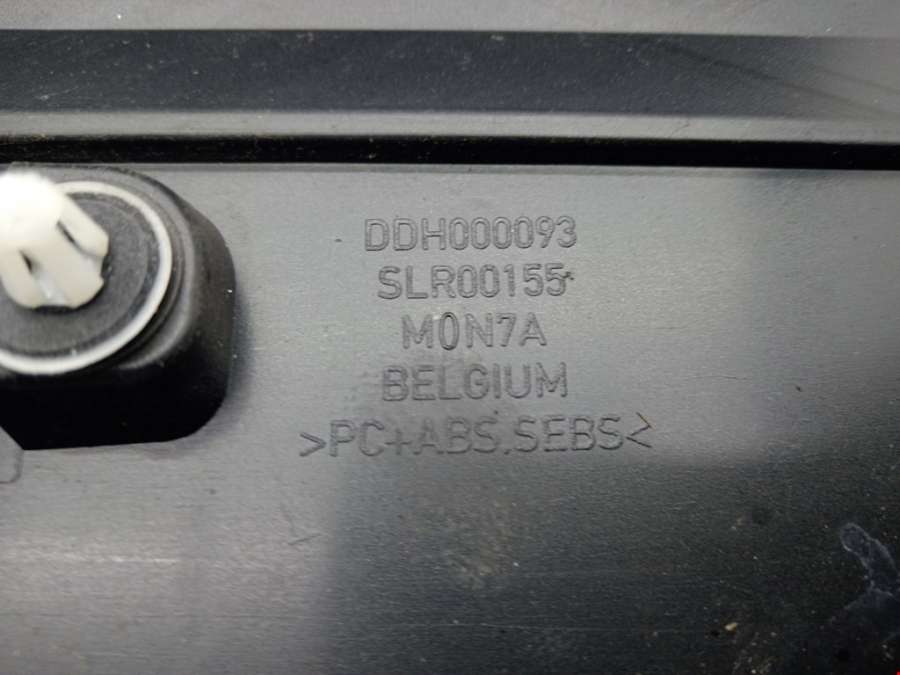 DDH000093
SLR00155
M0N7A
BELGIUM
>PC+ABS.SEBS<